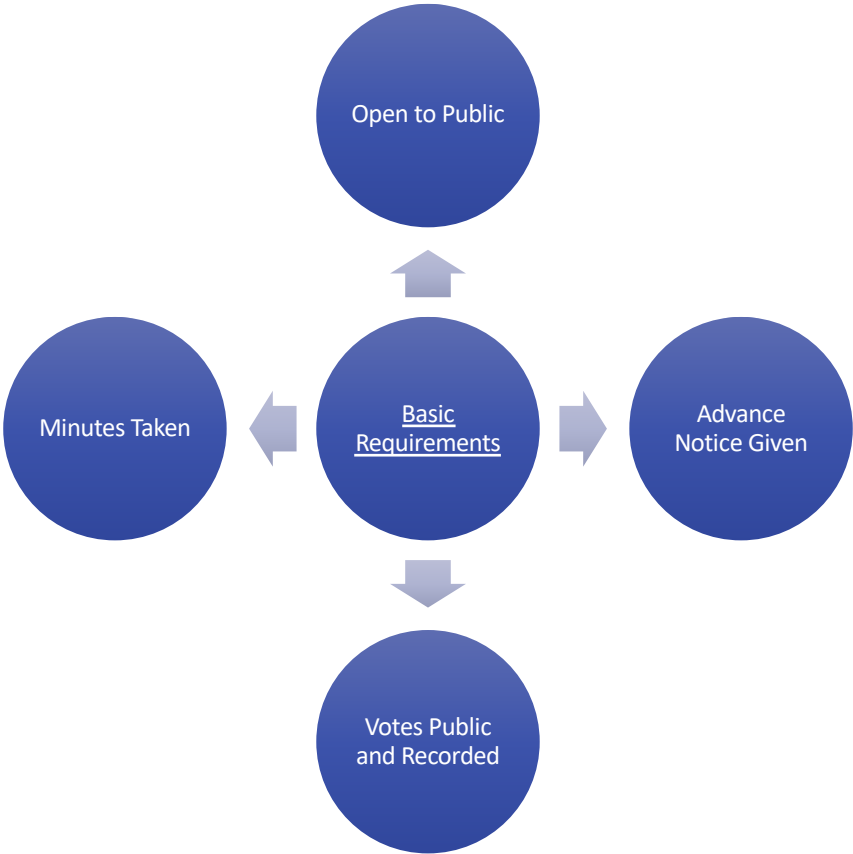 Open to Public
Minutes Taken
Basic
Requirements
Advance
Notice Given
Votes Public
and Recorded